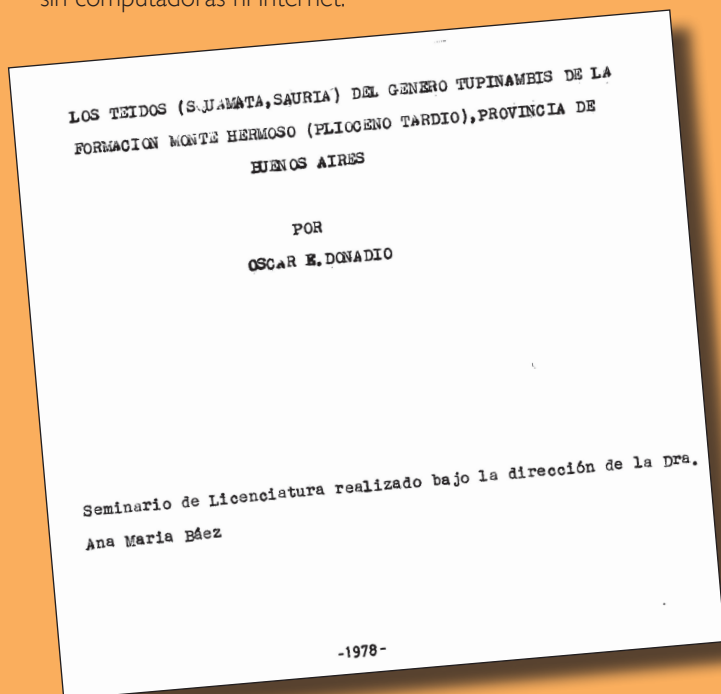 sin computadoras ni internet.
LOS TEIDOS (SQUAMATA,SAURIA) DEL GENERO TUPINAMBIS DE LA
FORMACION MONTE HERMOSO (PLIOCENO TARDIO),PROVINCIA DE
BUENOS AIRES
POR
OSCAR E.DONADIO
Seminario de Licenciatura realizado bajo la dirección de la Dra.
Ana Maria Báez
-1978-